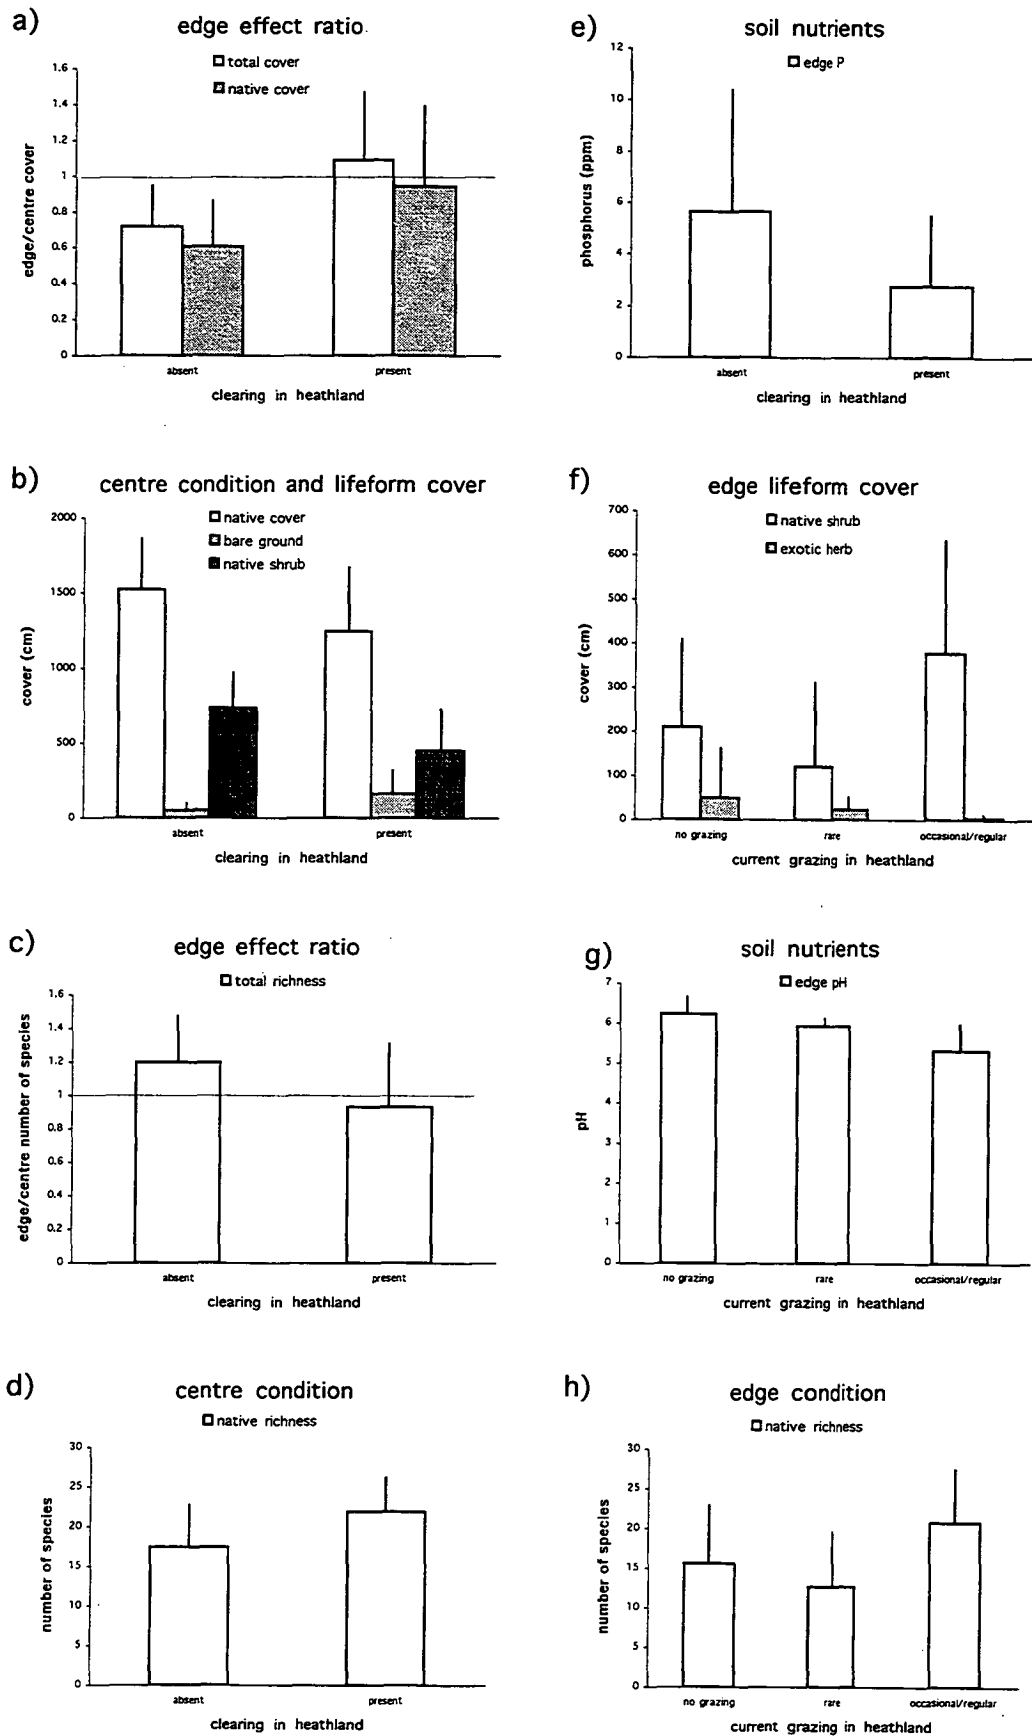 a)
edge effect ratio
total cover
native cover
1.6
1.4
1.2
1
0.8
0.6
0.4
0.2
0
edge/centre cover
absent
present
clearing in heathland
b)
centre condition and lifeform cover
native cover
bare ground
native shrub
2000
1500
1000
500
0
cover (cm)
absent
present
clearing in heathland
c)
edge effect ratio
total richness
1.6
1.4
1.2
1
0.8
0.6
0.4
0.2
0
edge/centre number of species
absent
present
clearing in heathland
d)
centre condition
native richness
30
25
20
15
10
5
0
number of species
absent
present
clearing in heathland
e)
soil nutrients
edge P
12
10
8
6
4
2
0
phosphorus (ppm)
absent
present
clearing in heathland
f)
edge lifeform cover
native shrub
exotic herb
700
600
500
400
300
200
100
0
cover (cm)
no grazing
rare
occasional/regular
current grazing in heathland
g)
soil nutrients
edge pH
7
6
5
4
3
2
1
0
pH
no grazing
rare
occasional/regular
current grazing in heathland
h)
edge condition
native richness
30
25
20
15
10
5
0
number of species
no grazing
rare
occasional/regular
current grazing in heathland